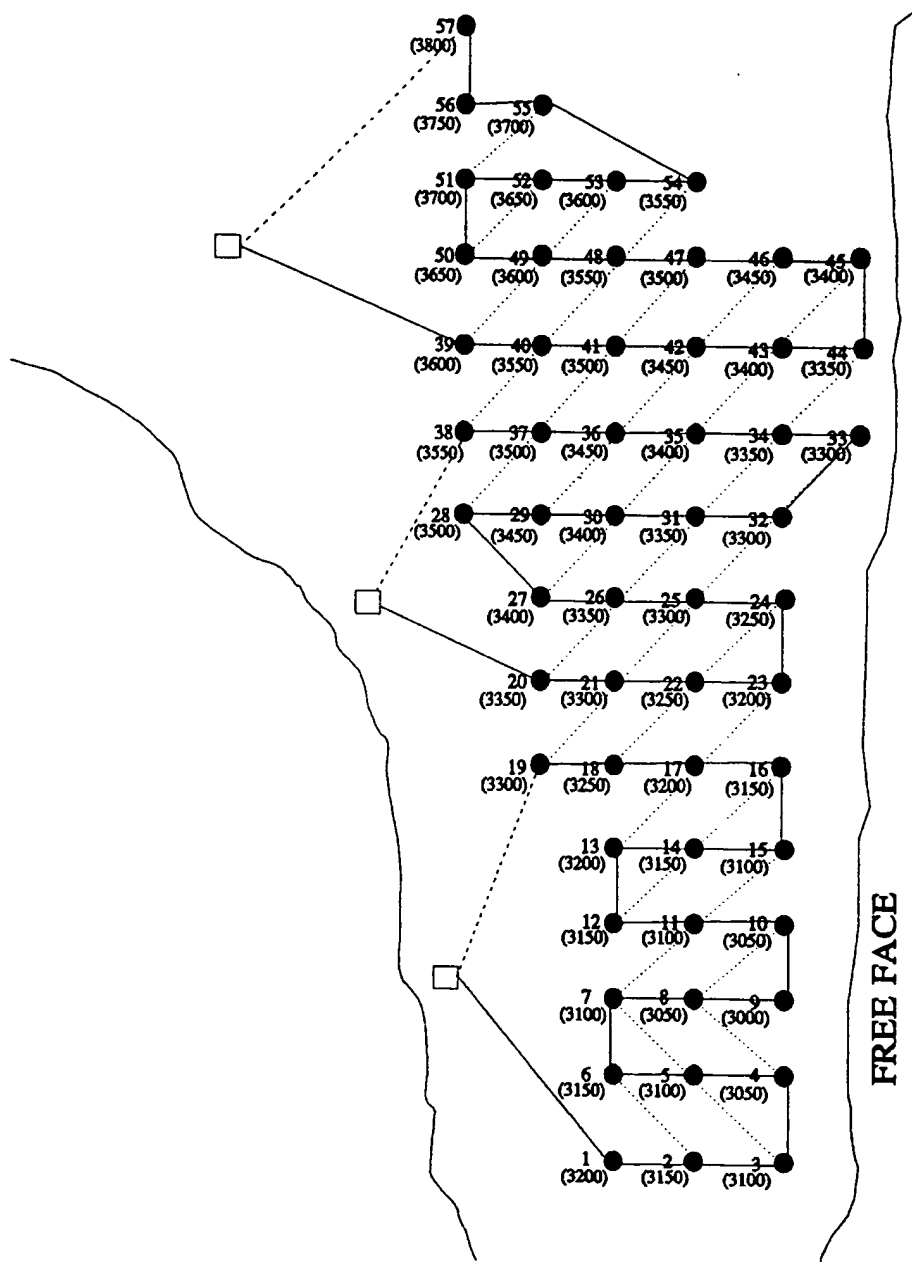 57
(3800)
56 55
(3750) (3700)
51 52 53 54
(3700) (3650) (3600) (3550)
50 49 48 47 46 45
(3650) (3600) (3550) (3500) (3450) (3400)
39 40 41 42 43 44
(3600) (3550) (3500) (3450) (3400) (3350)
38 37 36 35 34 33
(3550) (3500) (3450) (3400) (3350) (3300)
28 29 30 31 32
(3500) (3450) (3400) (3350) (3300)
27 26 25 24
(3400) (3350) (3300) (3250)
20 21 22 23
(3350) (3300) (3250) (3200)
19 18 17 16
(3300) (3250) (3200) (3150)
13 14 15
(3200) (3150) (3100)
12 11 10
(3150) (3100) (3050)
7 8 9
(3100) (3050) (3000)
6 5 4
(3150) (3100) (3050)
1 2 3
(3200) (3150) (3100)
FREE FACE